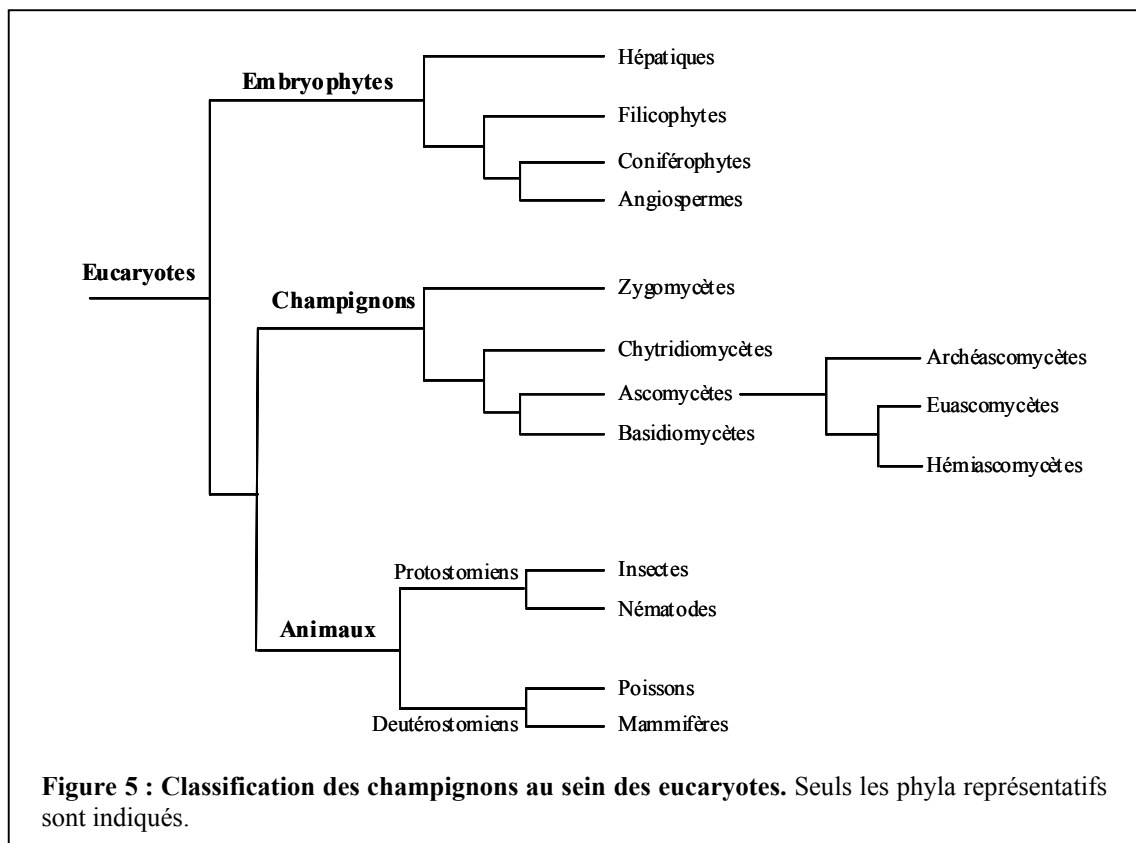 Hépatiques
Embryophytes
Filicophytes
Coniférophytes
Angiospermes
Eucaryotes
Zygomycètes
Champignons
Chytridiomycètes
Archéascomycètes
Ascomycètes
Euascomycètes
Basidiomycètes
Hémiascomycètes
Protostomiens
Insectes
Nématodes
Animaux
Poissons
Deutérostomiens
Mammifères
Figure 5 : Classification des champignons au sein des eucaryotes. Seuls les phyla représentatifs
sont indiqués.